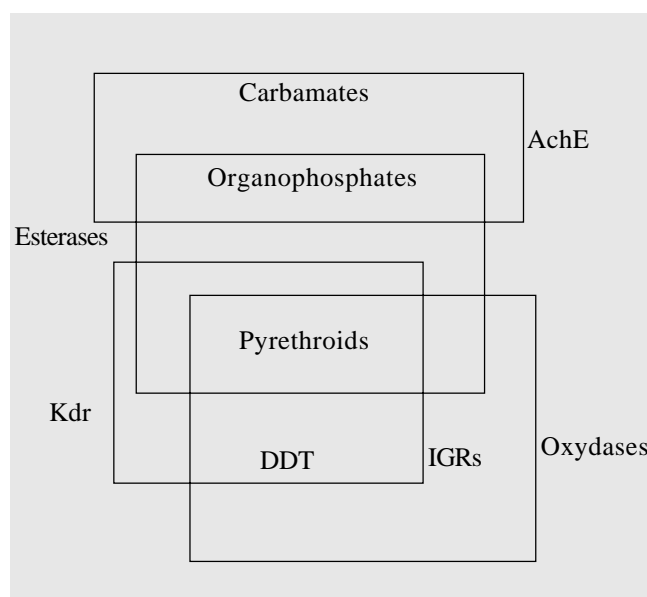 Carbamates
AchE
Organophosphates
Esterases
Pyrethroids
Kdr
DDT
IGRs
Oxydases